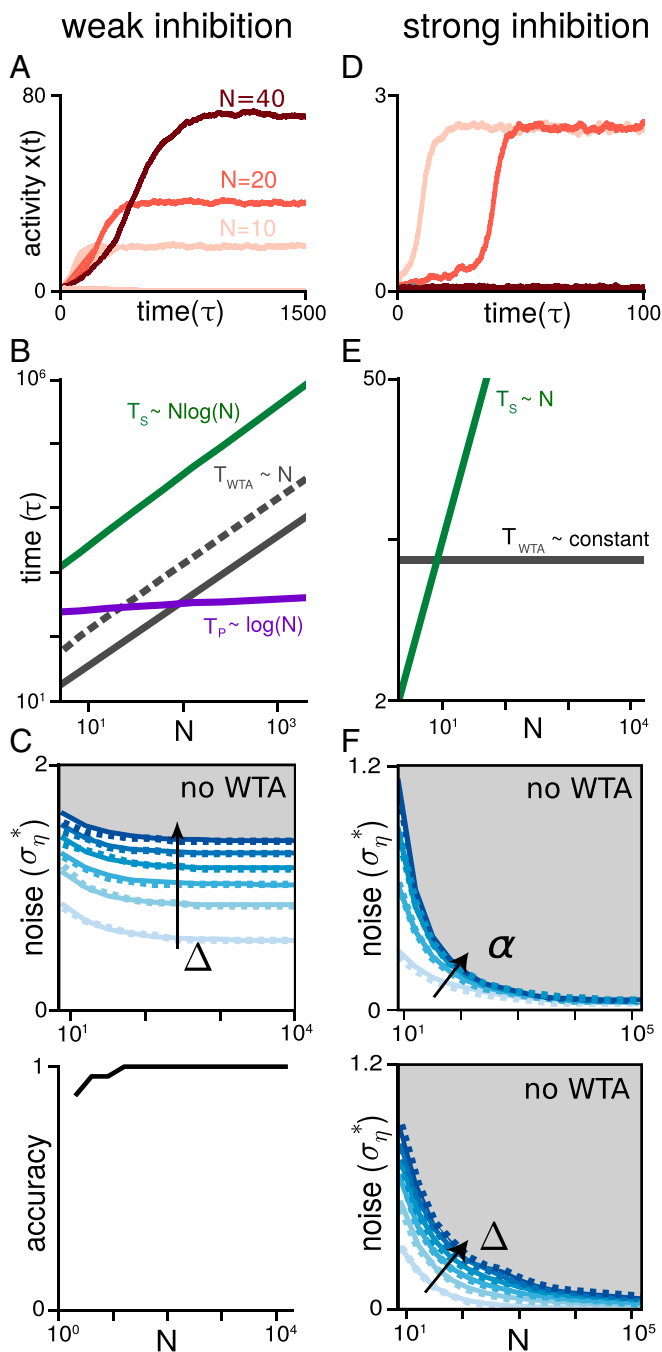 weak inhibition
strong inhibition
A
80
activity x(t)
N=40
N=20
N=10
0
0
time(τ)
1500
D
3
0
0
time(τ)
100
B
10⁶
time (τ)
T_S ~ Nlog(N)
T_WTA ~ N
T_P ~ log(N)
10¹
10¹
N
10³
E
50
T_S ~ N
T_WTA ~ constant
2
10¹
N
10⁴
C
2
no WTA
noise (σ_η*)
Δ
0
10¹
10⁴
1
accuracy
0
10⁰
N
10⁴
F
1.2
no WTA
noise (σ_η*)
α
0
10¹
10⁵
1.2
no WTA
noise (σ_η*)
Δ
0
10¹
N
10⁵